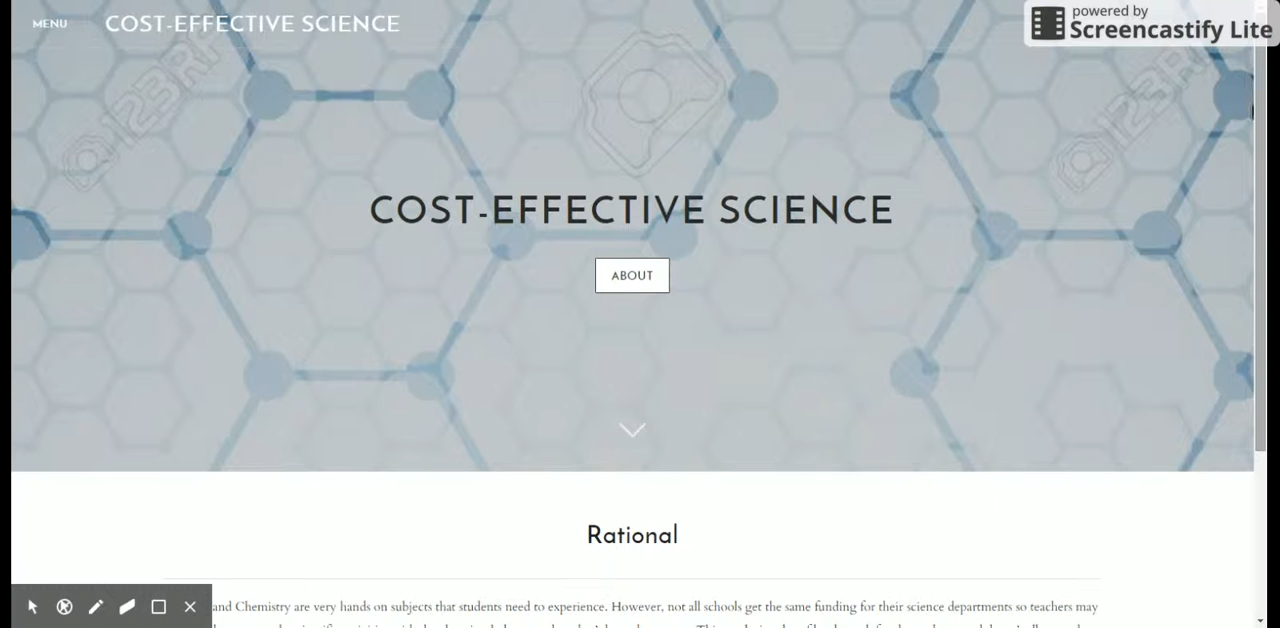 powered by
Screencastify Lite
MENU
COST-EFFECTIVE SCIENCE
123RF
123RF
COST-EFFECTIVE SCIENCE
ABOUT
Rational
and Chemistry are very hands on subjects that students need to experience. However, not all schools get the same funding for their science departments so teachers may